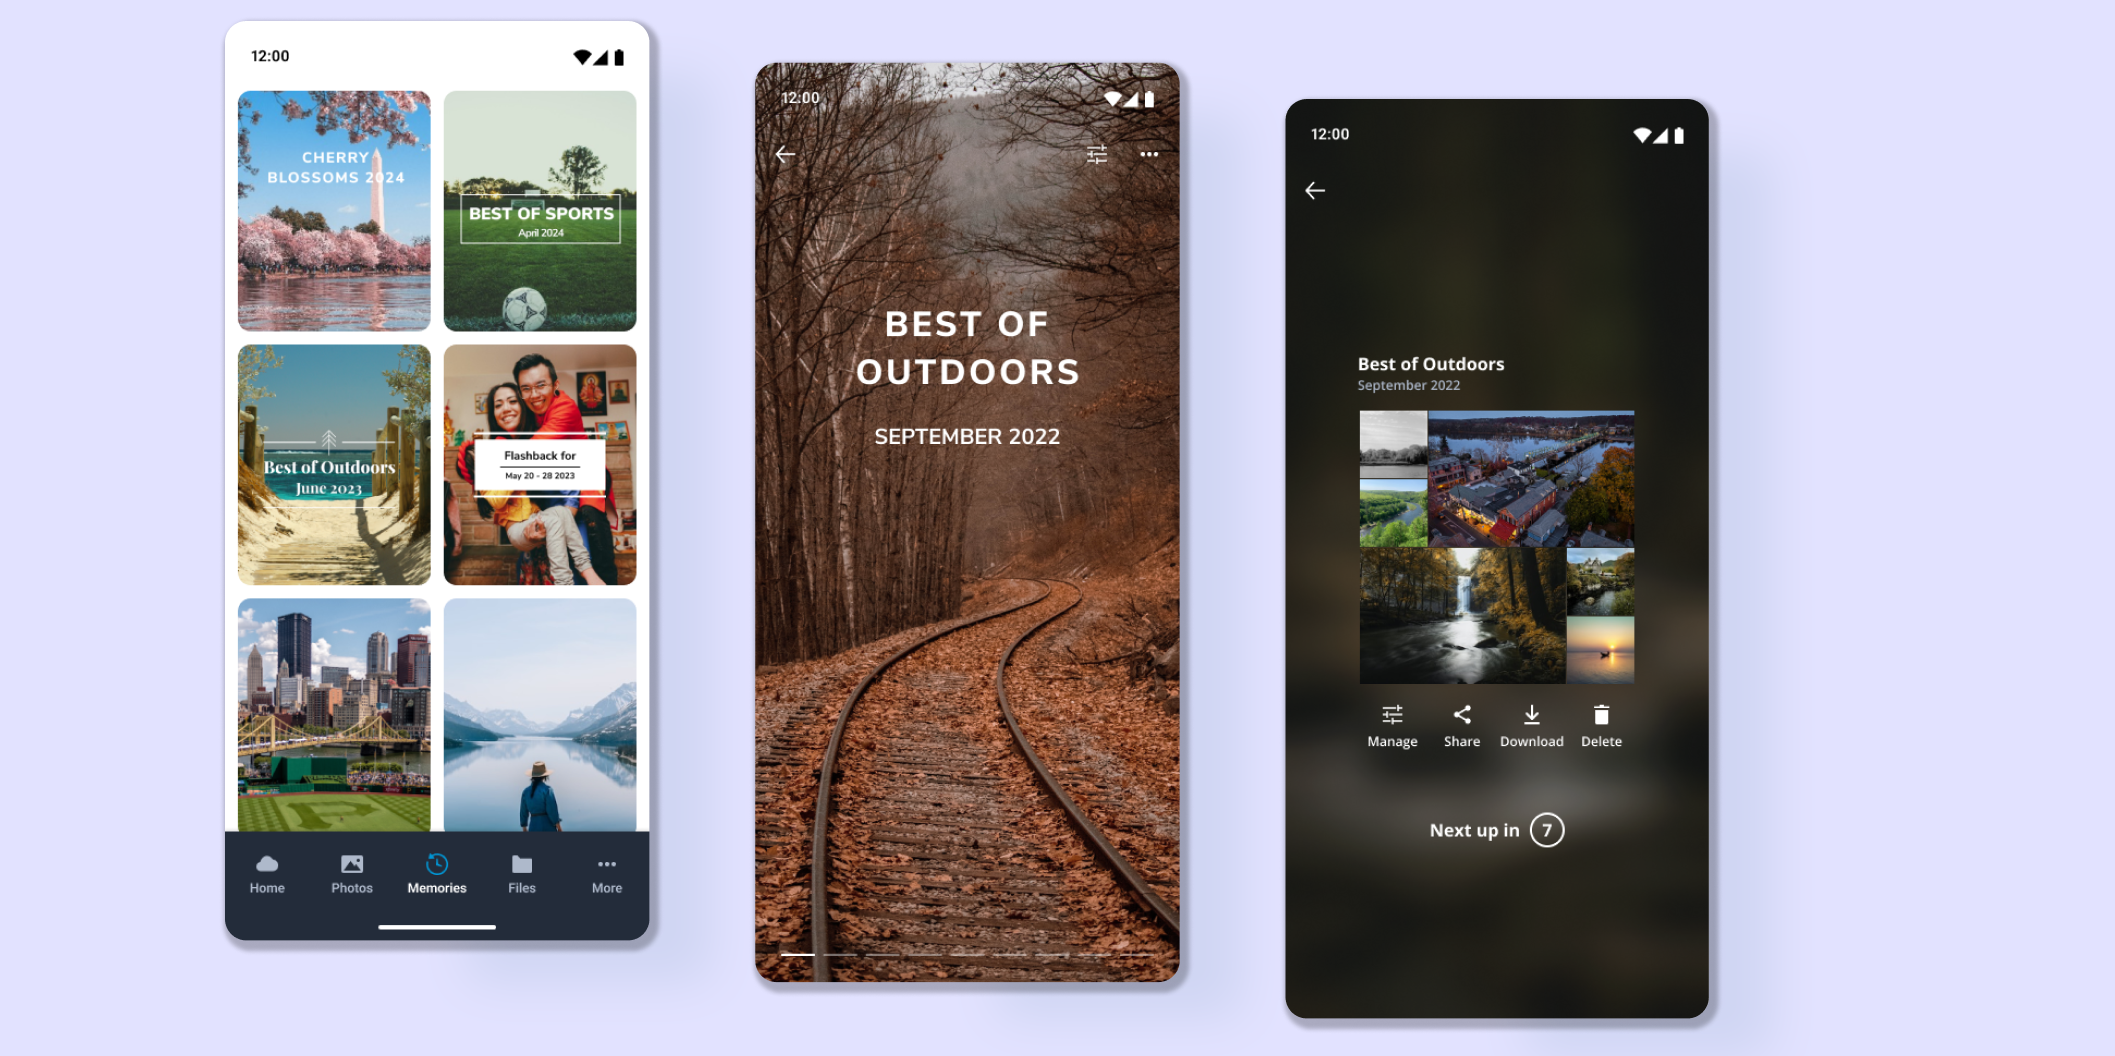 12:00
CHERRY
BLOSSOMS 2024
BEST OF SPORTS
April 2024
Best of Outdoors
June 2023
Flashback for
May 20 - 28 2023
Home
Photos
Memories
Files
More
12:00
BEST OF
OUTDOORS
SEPTEMBER 2022
12:00
Best of Outdoors
September 2022
Manage
Share
Download
Delete
Next up in 7